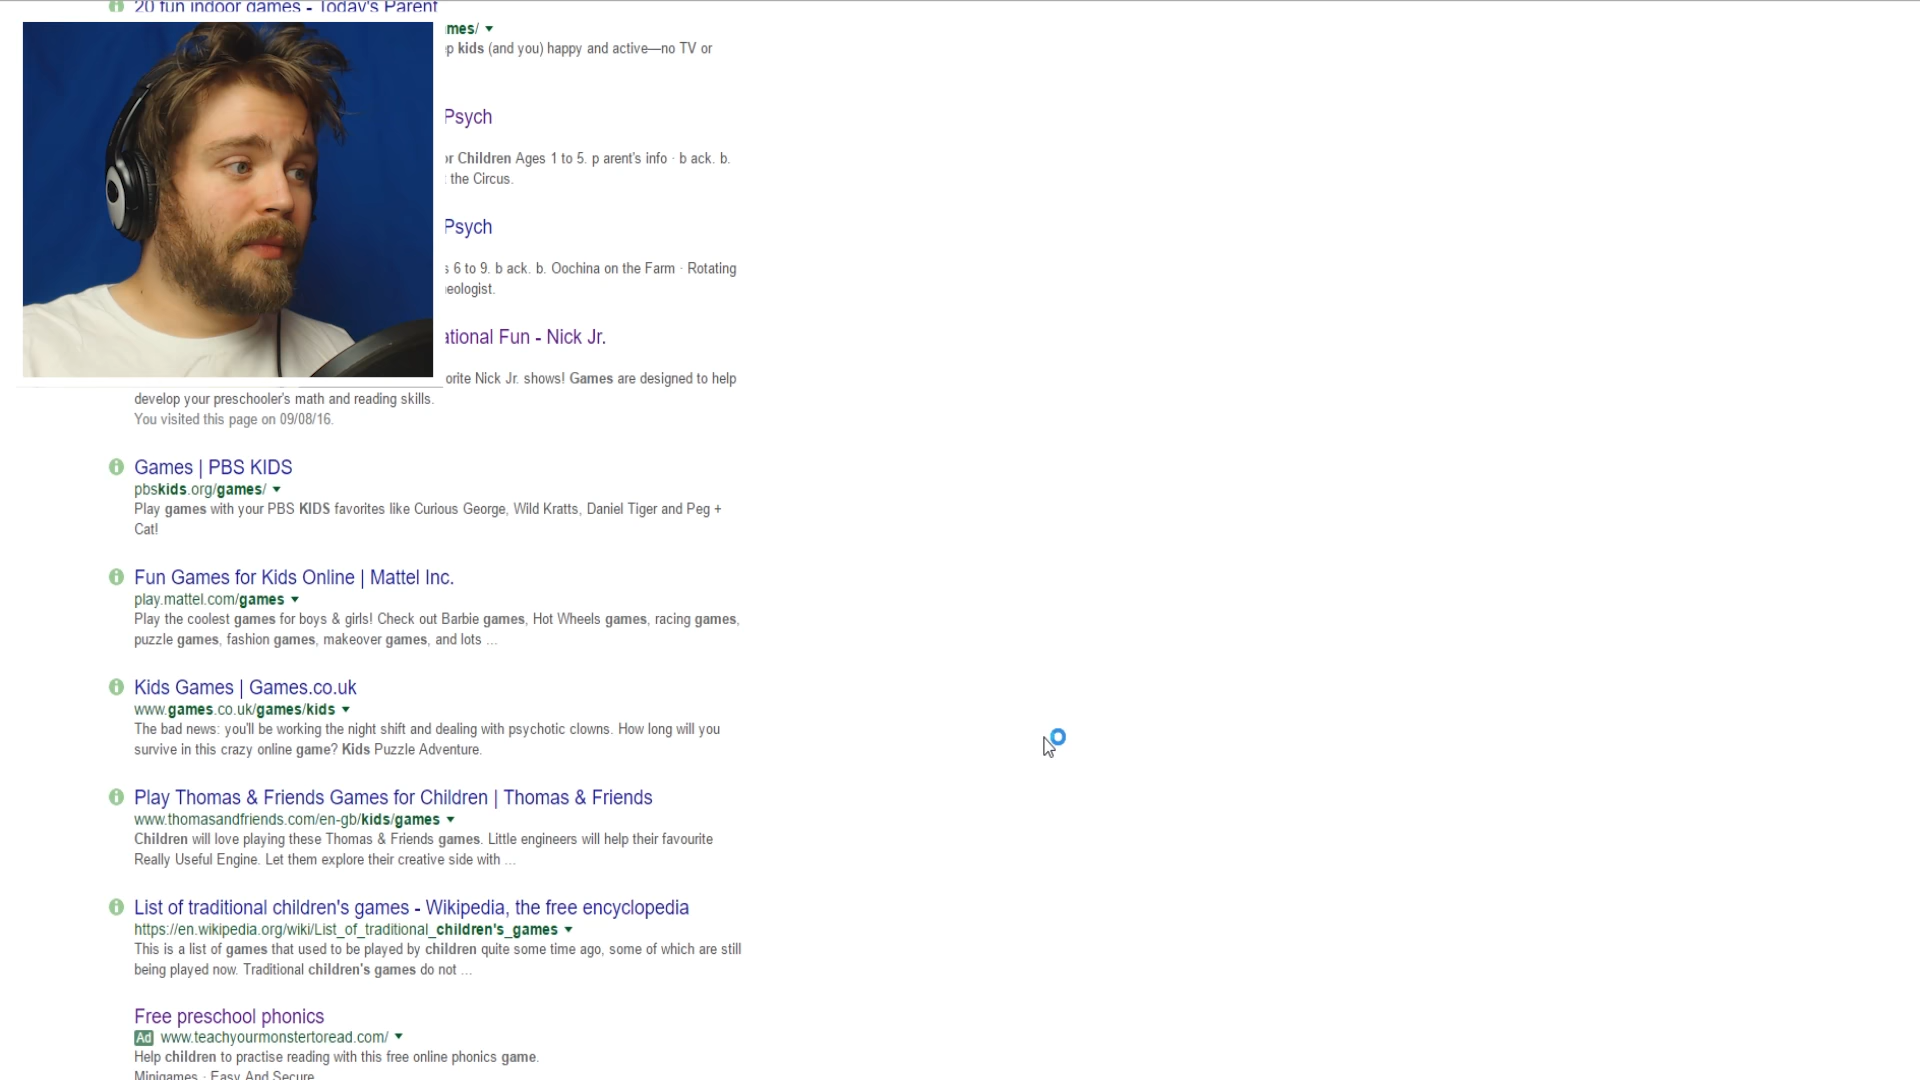 20 fun indoor games - Today's Parent
mes/
p kids (and you) happy and active—no TV or
Psych
or Children Ages 1 to 5. p arent's info · b ack. b.
the Circus.
Psych
s 6 to 9. b ack. b. Oochina on the Farm · Rotating
eologist.
ational Fun - Nick Jr.
orite Nick Jr. shows! Games are designed to help
develop your preschooler's math and reading skills.
You visited this page on 09/08/16.
Games | PBS KIDS
pbskids.org/games/
Play games with your PBS KIDS favorites like Curious George, Wild Kratts, Daniel Tiger and Peg +
Cat!
Fun Games for Kids Online | Mattel Inc.
play.mattel.com/games
Play the coolest games for boys & girls! Check out Barbie games, Hot Wheels games, racing games,
puzzle games, fashion games, makeover games, and lots ...
Kids Games | Games.co.uk
www.games.co.uk/games/kids
The bad news: you'll be working the night shift and dealing with psychotic clowns. How long will you
survive in this crazy online game? Kids Puzzle Adventure.
Play Thomas & Friends Games for Children | Thomas & Friends
www.thomasandfriends.com/en-gb/kids/games
Children will love playing these Thomas & Friends games. Little engineers will help their favourite
Really Useful Engine. Let them explore their creative side with ...
List of traditional children's games - Wikipedia, the free encyclopedia
https://en.wikipedia.org/wiki/List_of_traditional_children's_games
This is a list of games that used to be played by children quite some time ago, some of which are still
being played now. Traditional children's games do not ...
Free preschool phonics
Ad www.teachyourmonstertoread.com/
Help children to practise reading with this free online phonics game.
Minigames · Easy And Secure